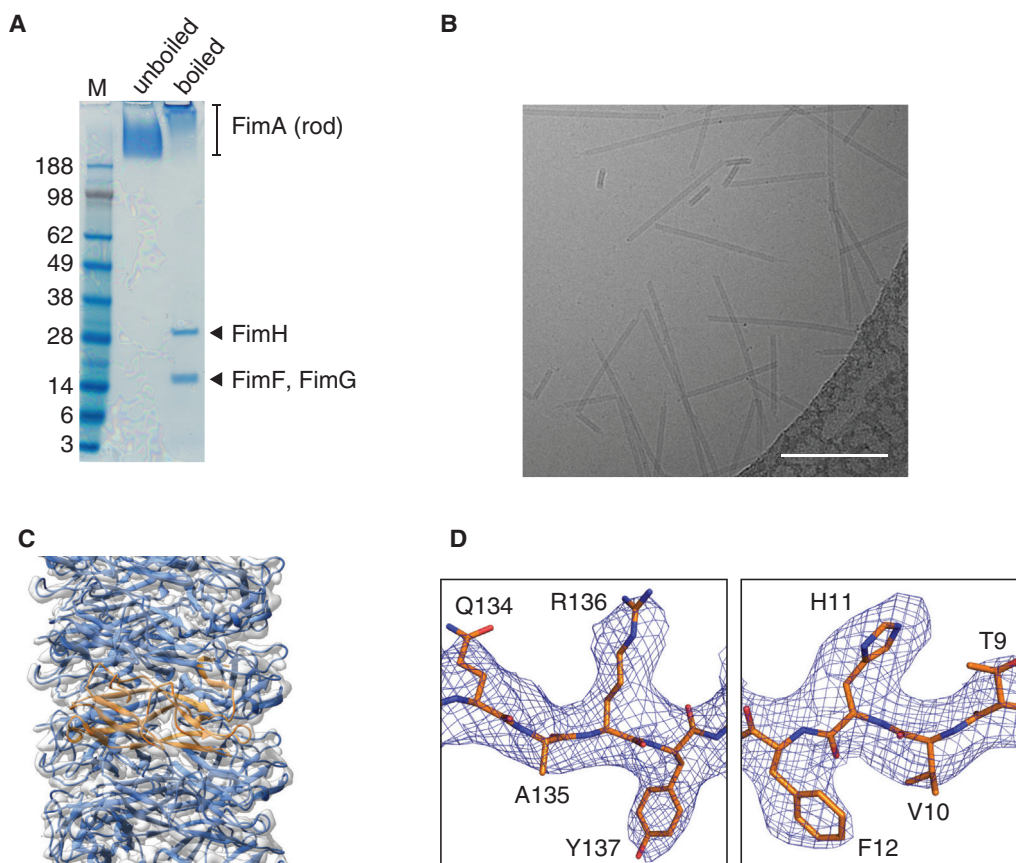 A
M
unboiled
boiled
FimA (rod)
188
98
62
49
38
28
14
6
3
FimH
FimF, FimG
B
C
D
Q134
R136
A135
Y137
H11
T9
V10
F12